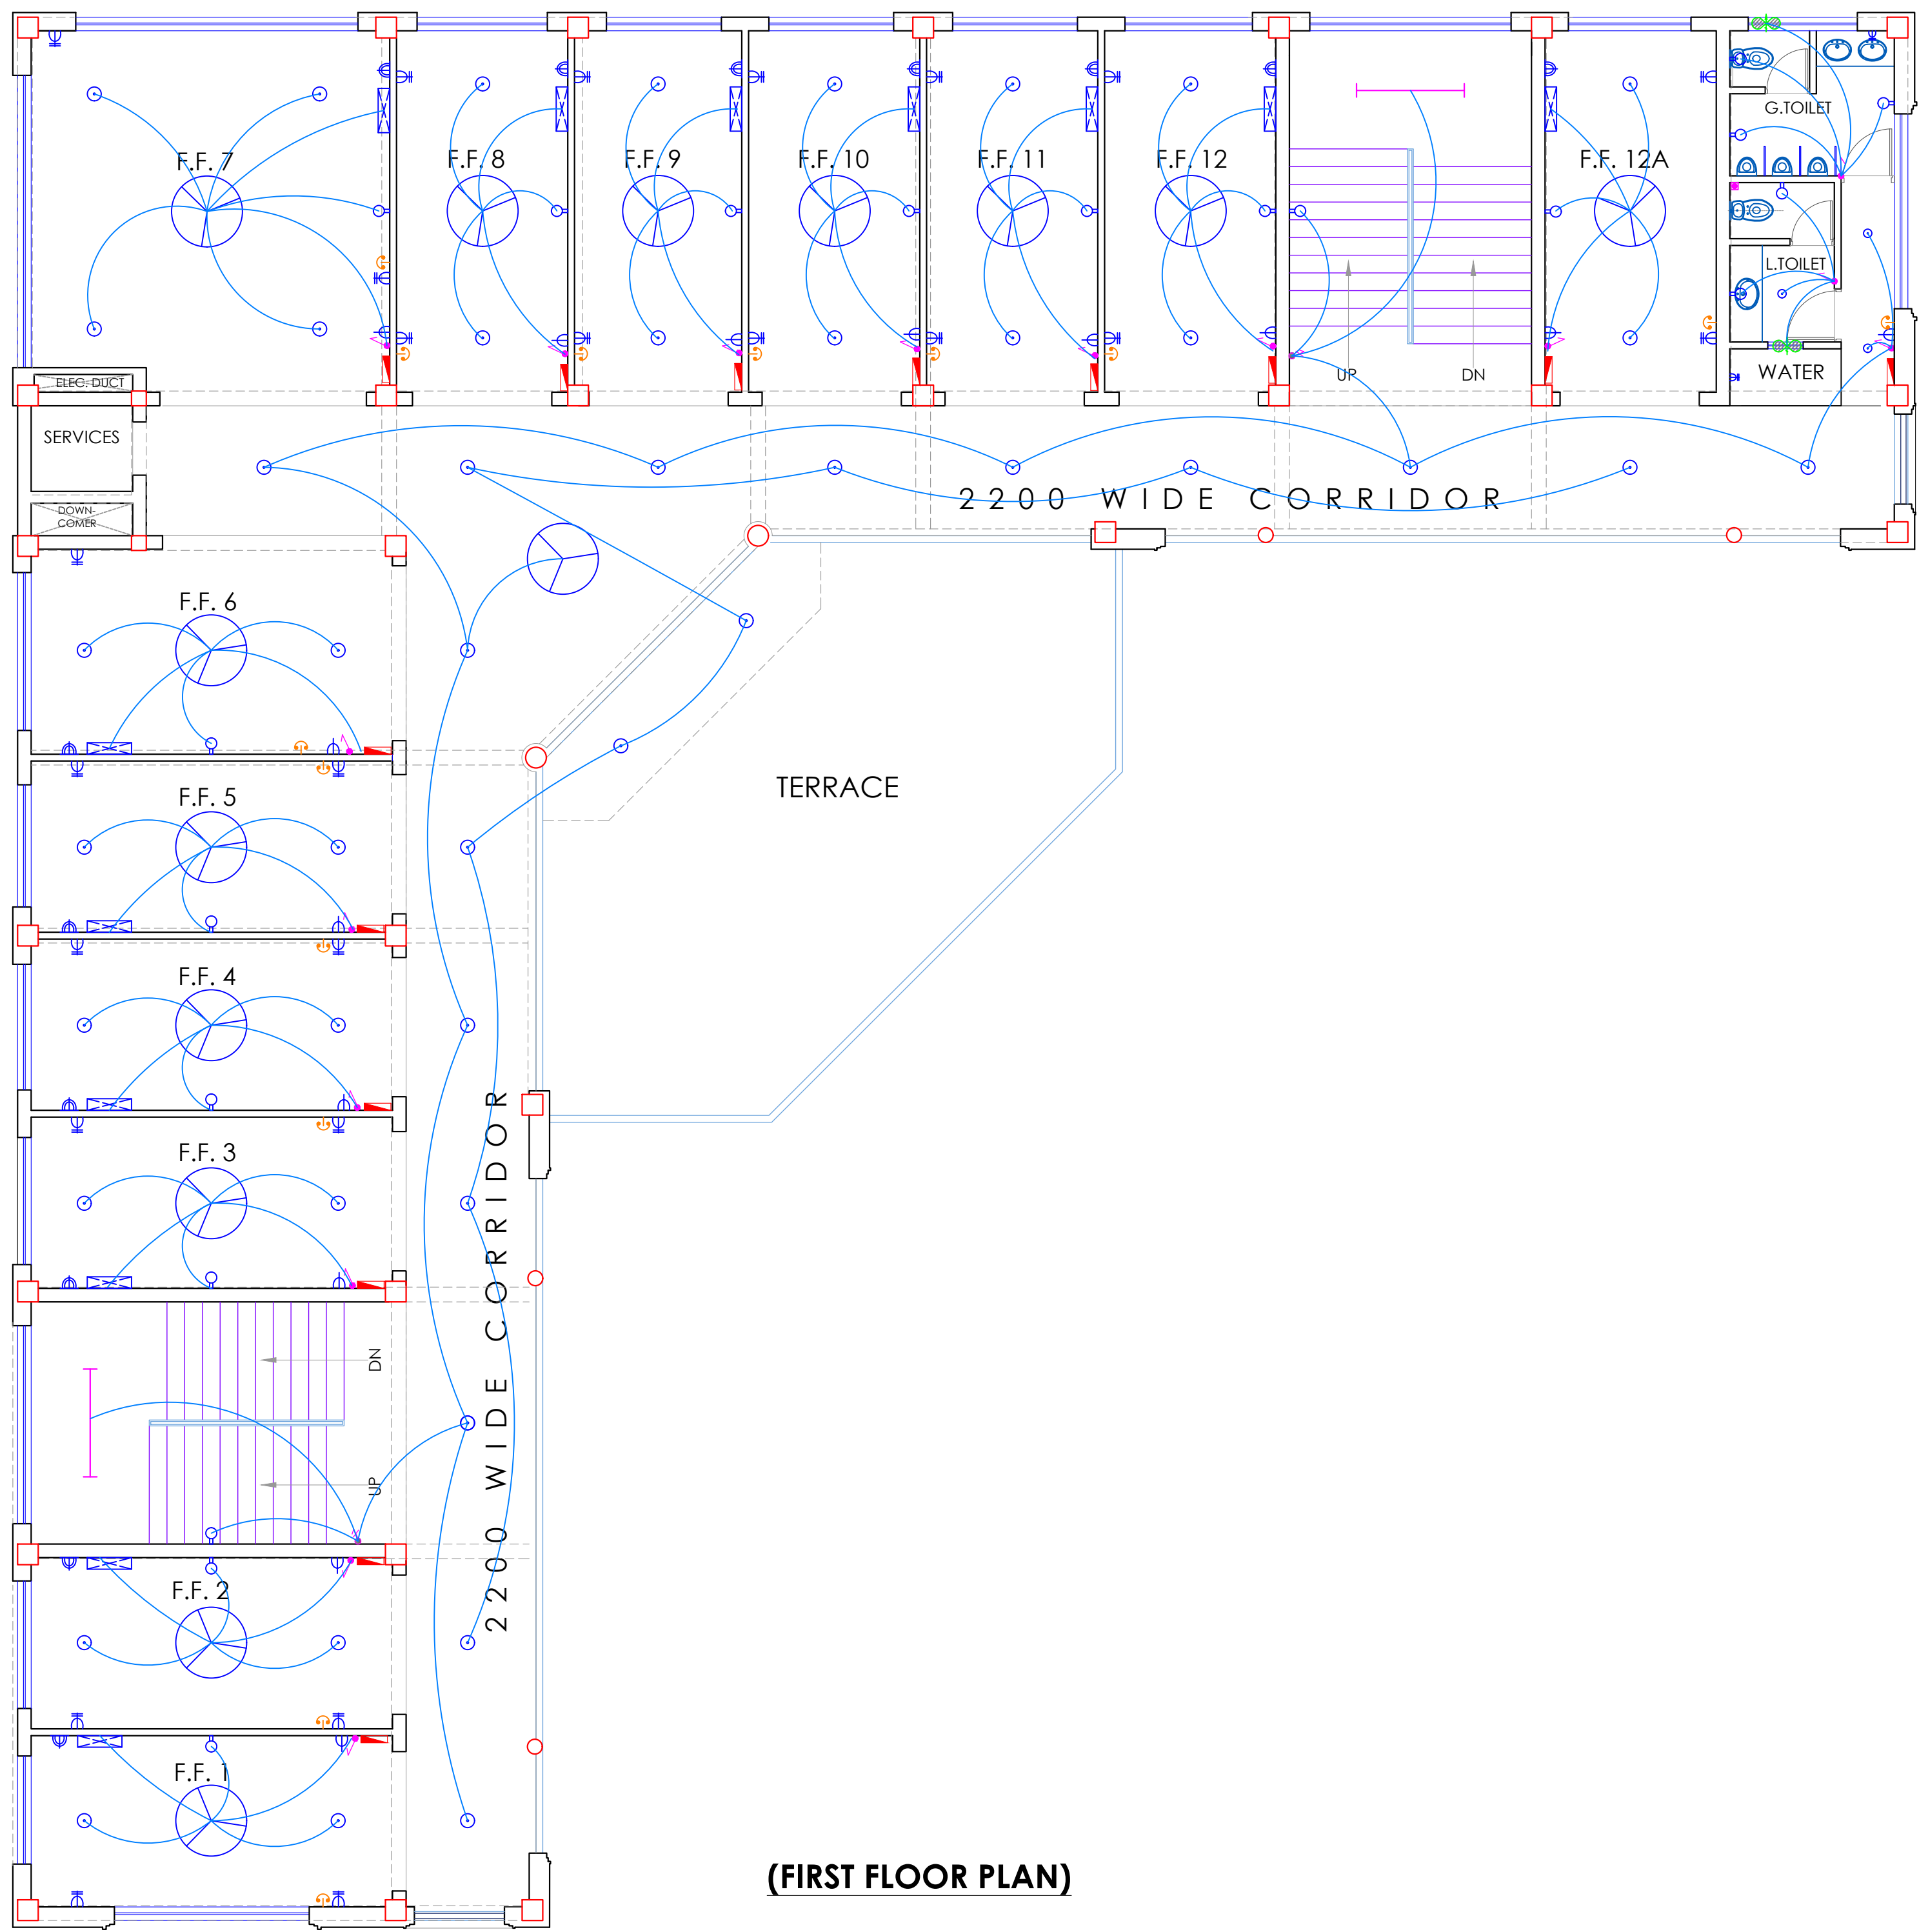 F.F. 7
F.F. 8
F.F. 9
F.F. 10
F.F. 11
F.F. 12
F.F. 12A
G.TOILET
L.TOILET
WATER
UP
DN
ELEC. DUCT
SERVICES
DOWN-
COMER
2200 WIDE CORRIDOR
F.F. 6
F.F. 5
TERRACE
F.F. 4
F.F. 3
2200 WIDE CORRIDOR
DN
UP
F.F. 2
F.F. 1
(FIRST FLOOR PLAN)